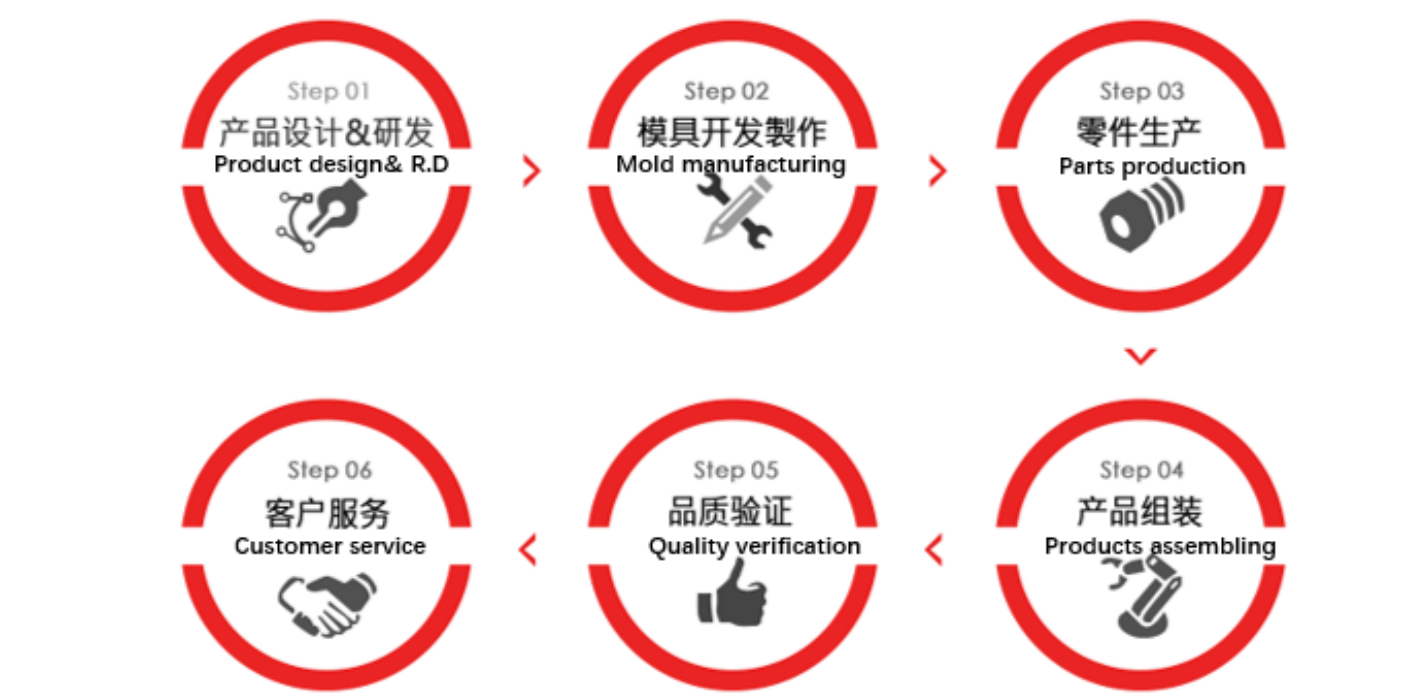 Step 01
产品设计&研发
Product design& R.D
Step 02
模具开发製作
Mold manufacturing
Step 03
零件生产
Parts production
Step 04
产品组装
Products assembling
Step 05
品质验证
Quality verification
Step 06
客户服务
Customer service